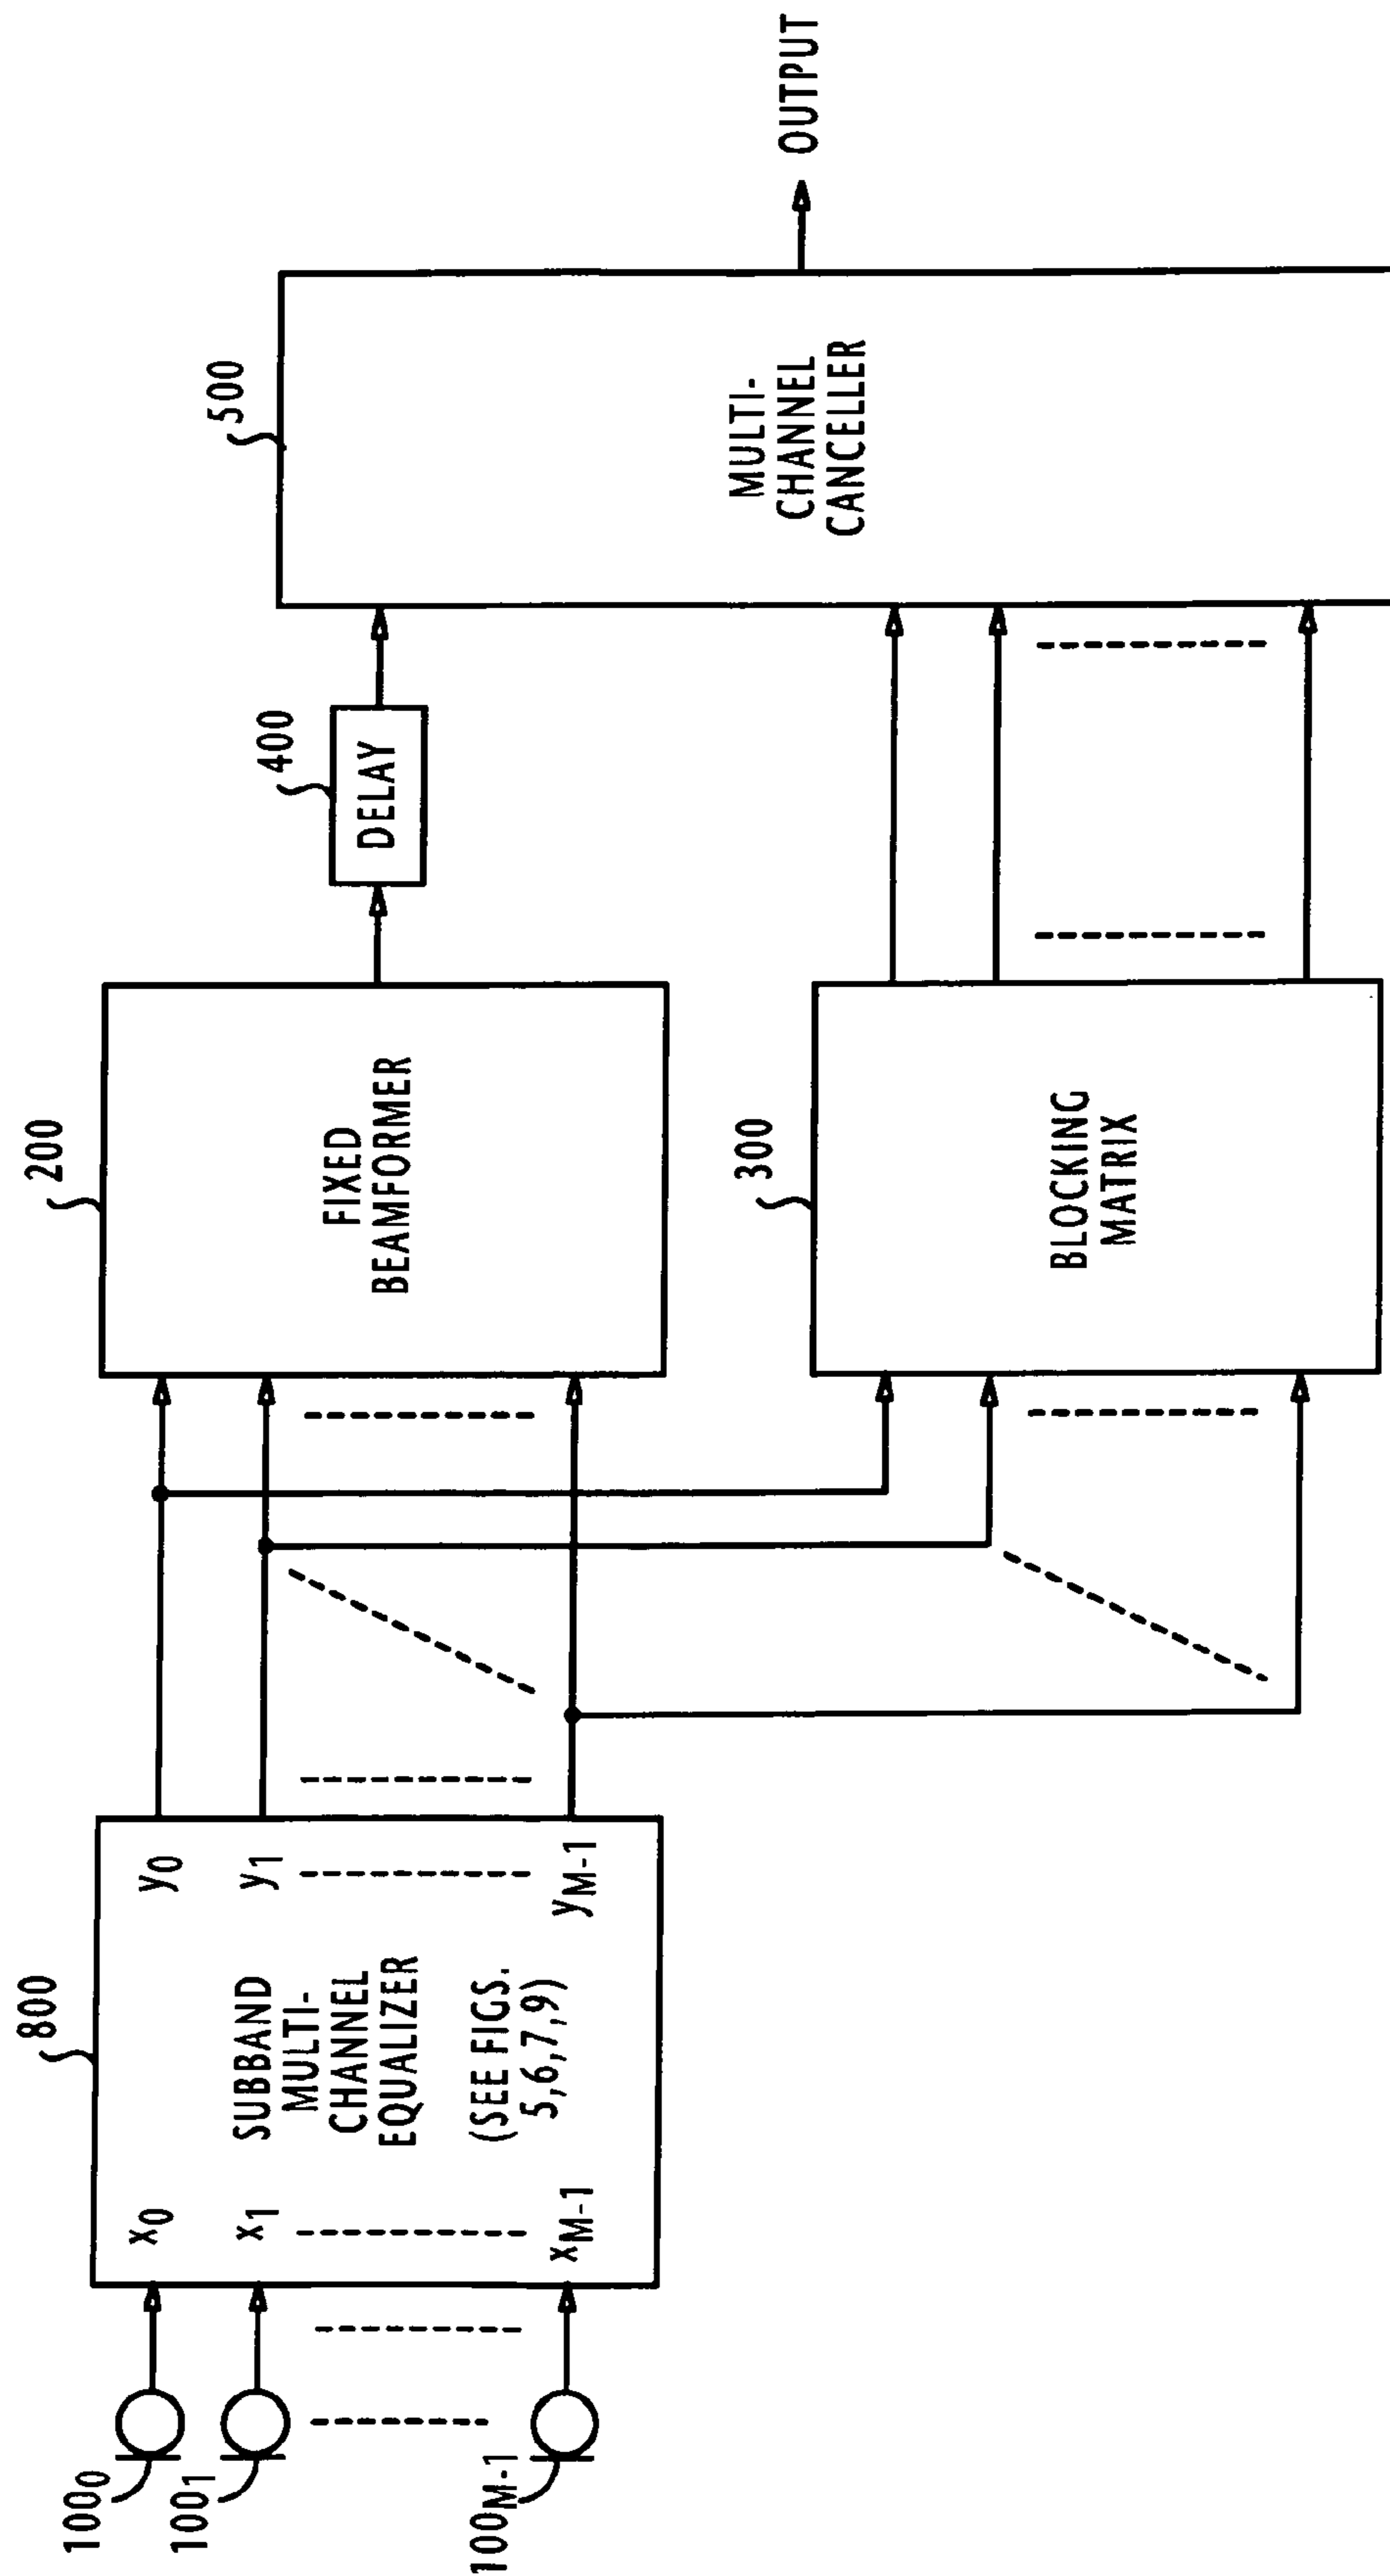 100₀
100₁
100M-1
800
x₀
x₁
xM-1
SUBBAND
MULTI-
CHANNEL
EQUALIZER
(SEE FIGS.
5,6,7,9)
y₀
y₁
yM-1
200
FIXED
BEAMFORMER
300
BLOCKING
MATRIX
400
DELAY
500
MULTI-
CHANNEL
CANCELLER
OUTPUT